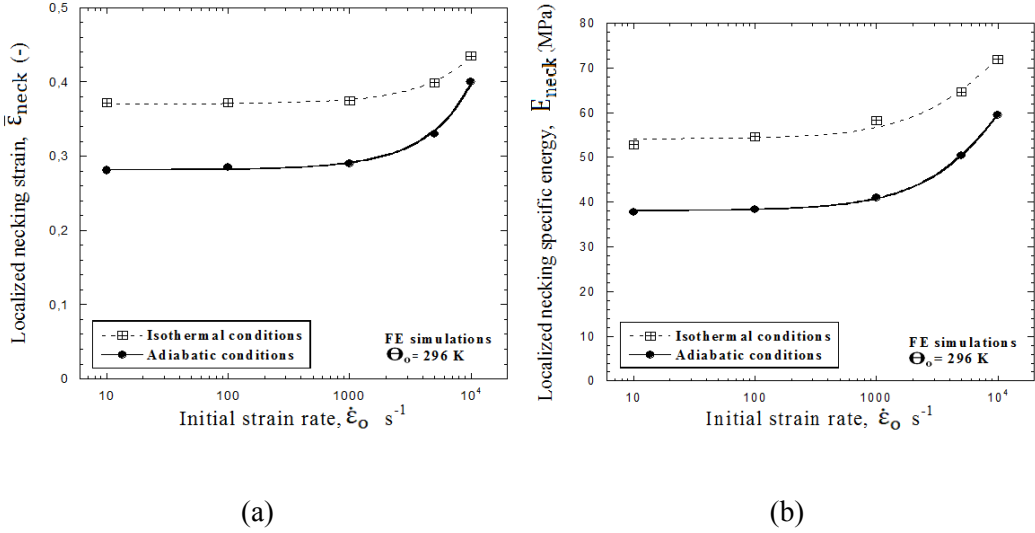 Localized necking strain, ε̄neck (-)
0,5
0,4
0,3
0,2
0,1
0
Isothermal conditions
Adiabatic conditions
FE simulations
Θo= 296 K
10
100
1000
10⁴
Initial strain rate, ε̇o s⁻¹
(a)
Localized necking specific energy, Eneck (MPa)
80
70
60
50
40
30
20
10
0
Isothermal conditions
Adiabatic conditions
FE simulations
Θo= 296 K
10
100
1000
10⁴
Initial strain rate, ε̇o s⁻¹
(b)